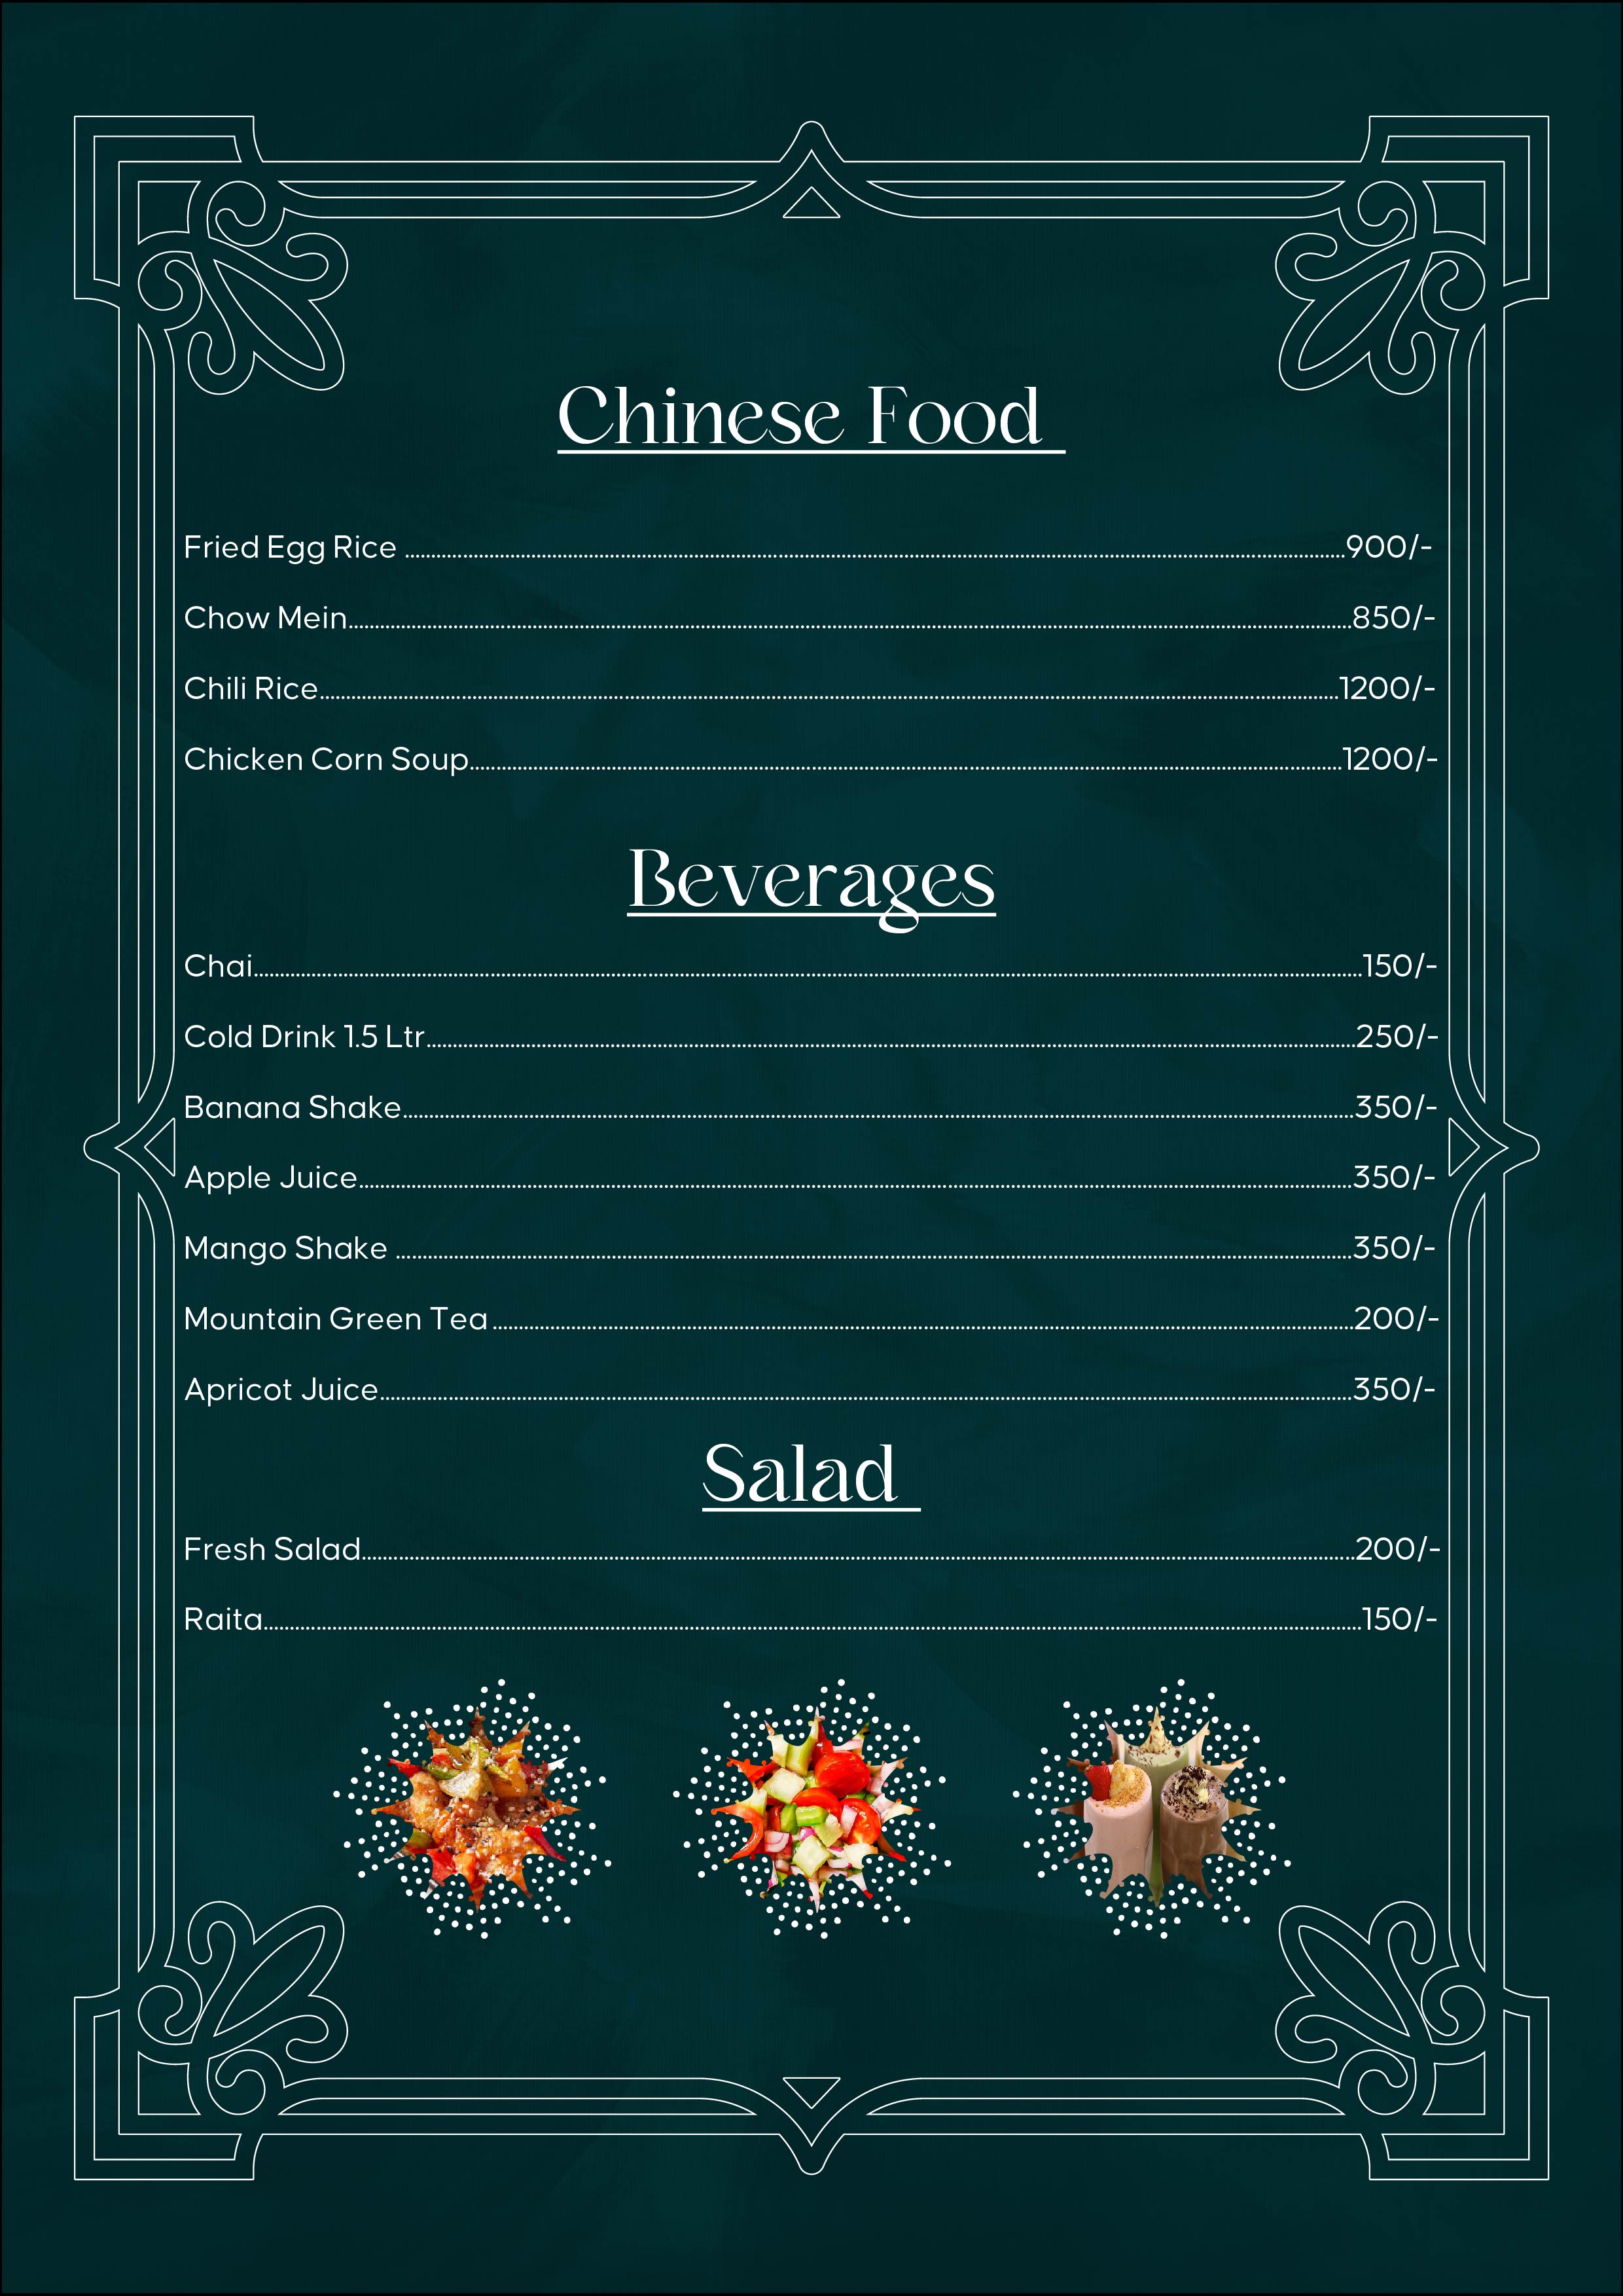 Chinese Food
Fried Egg Rice ........................................900/-
Chow Mein........................................850/-
Chili Rice........................................1200/-
Chicken Corn Soup........................................1200/-
Beverages
Chai........................................150/-
Cold Drink 1.5 Ltr........................................250/-
Banana Shake........................................350/-
Apple Juice........................................350/-
Mango Shake ........................................350/-
Mountain Green Tea ........................................200/-
Apricot Juice........................................350/-
Salad
Fresh Salad........................................200/-
Raita........................................150/-